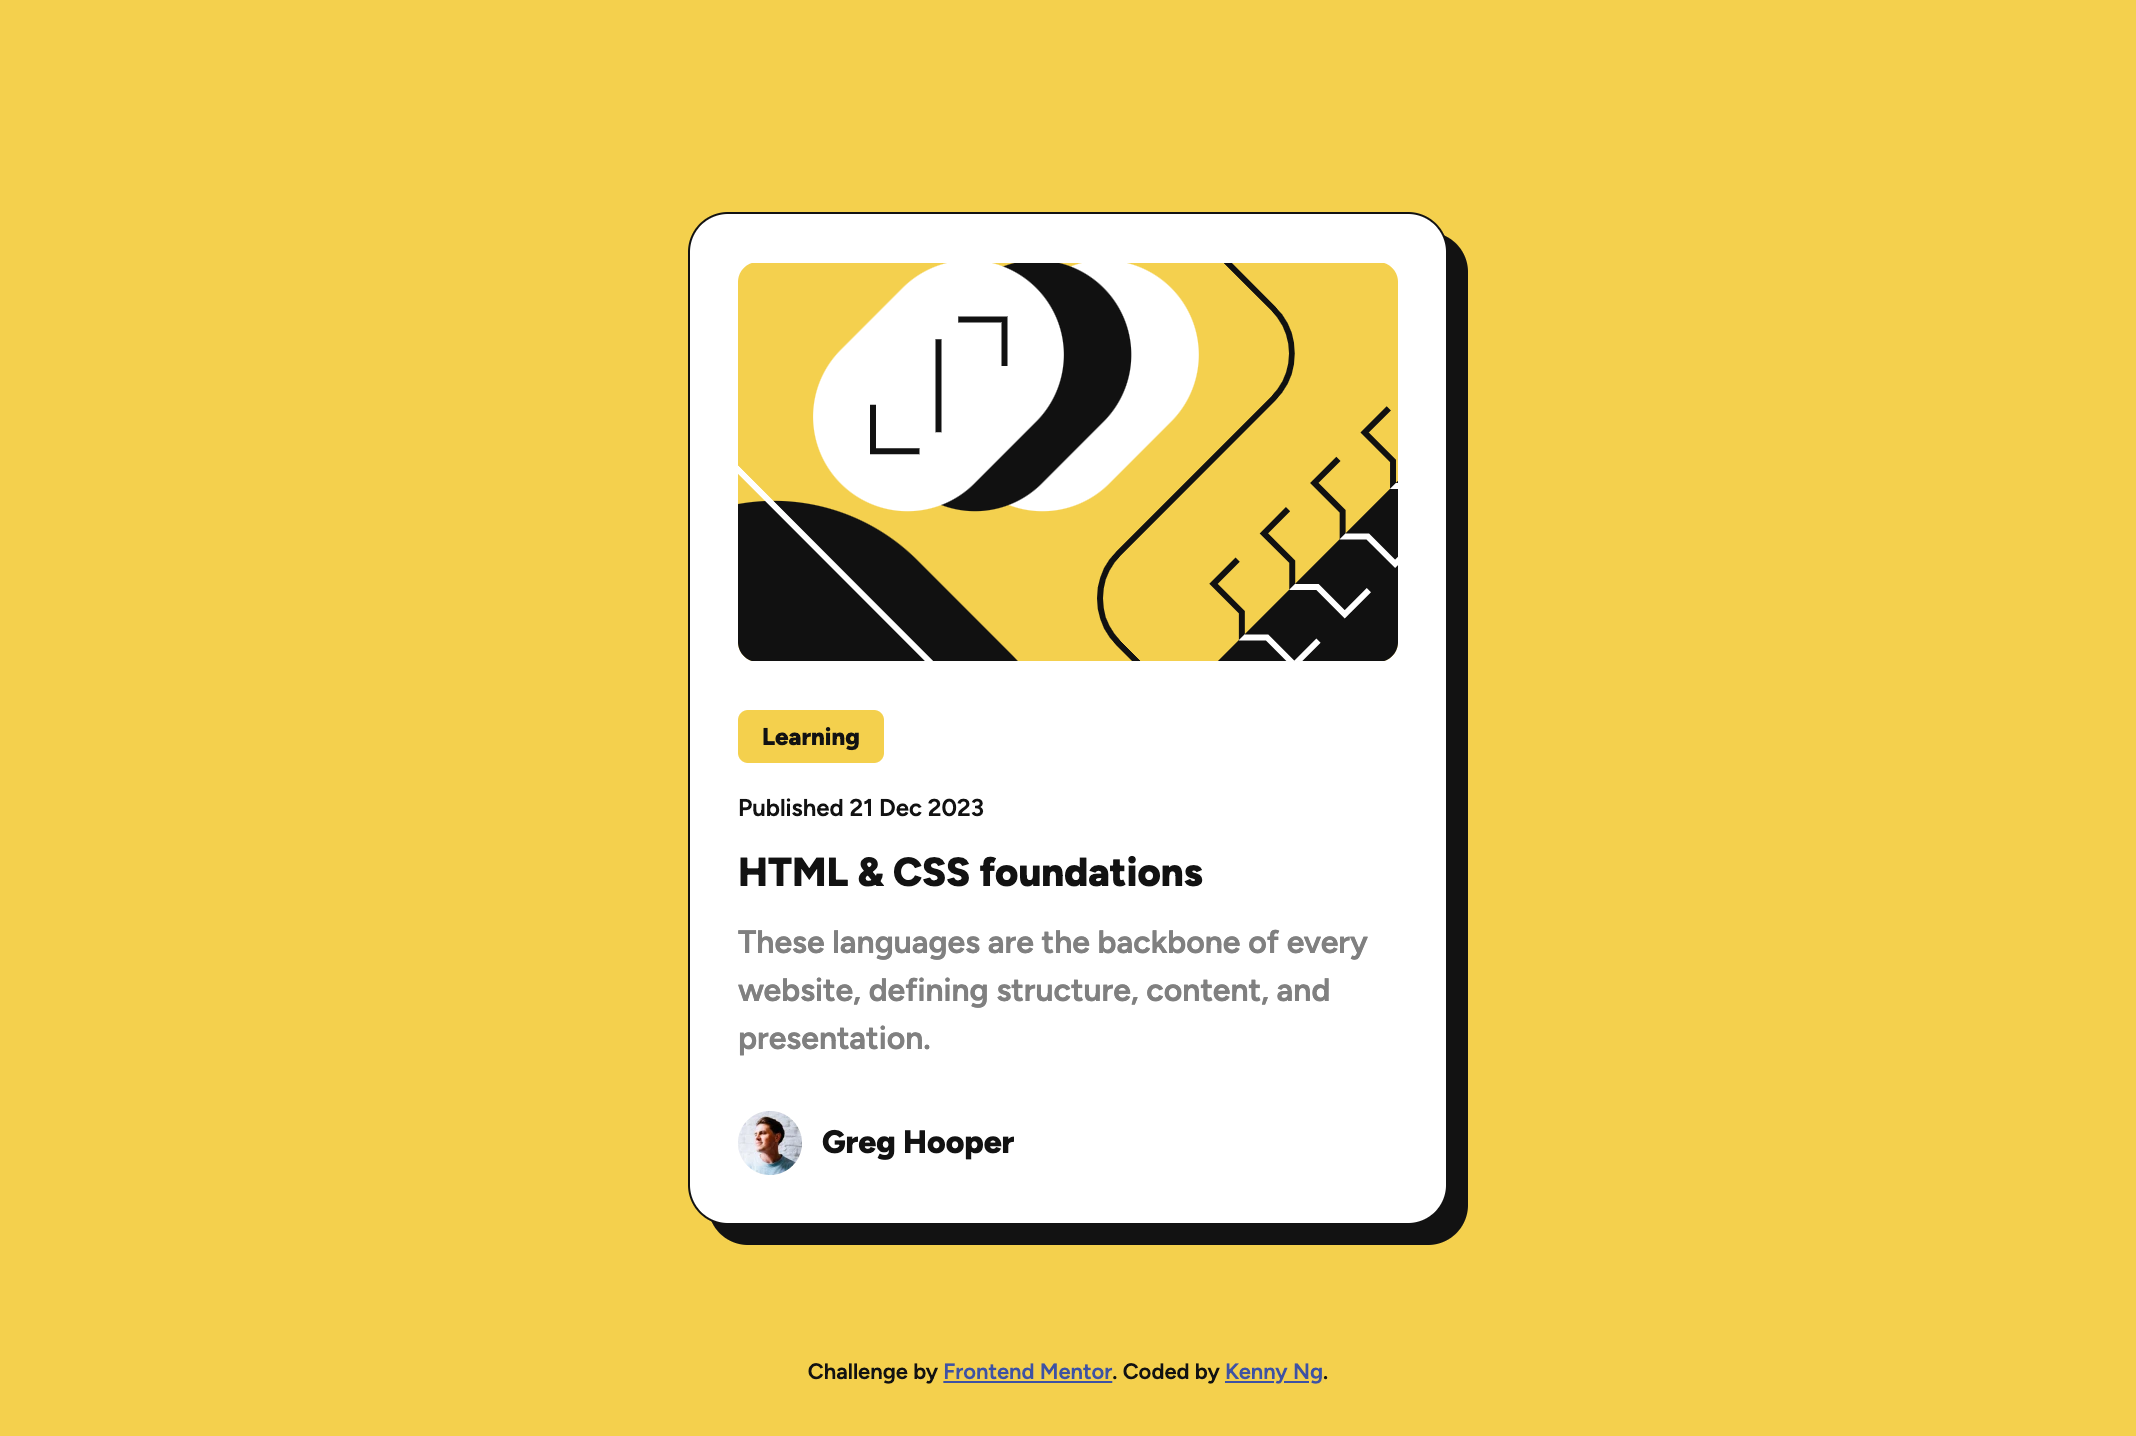 Learning
Published 21 Dec 2023
HTML & CSS foundations
These languages are the backbone of every
website, defining structure, content, and
presentation.
Greg Hooper
Challenge by Frontend Mentor. Coded by Kenny Ng.